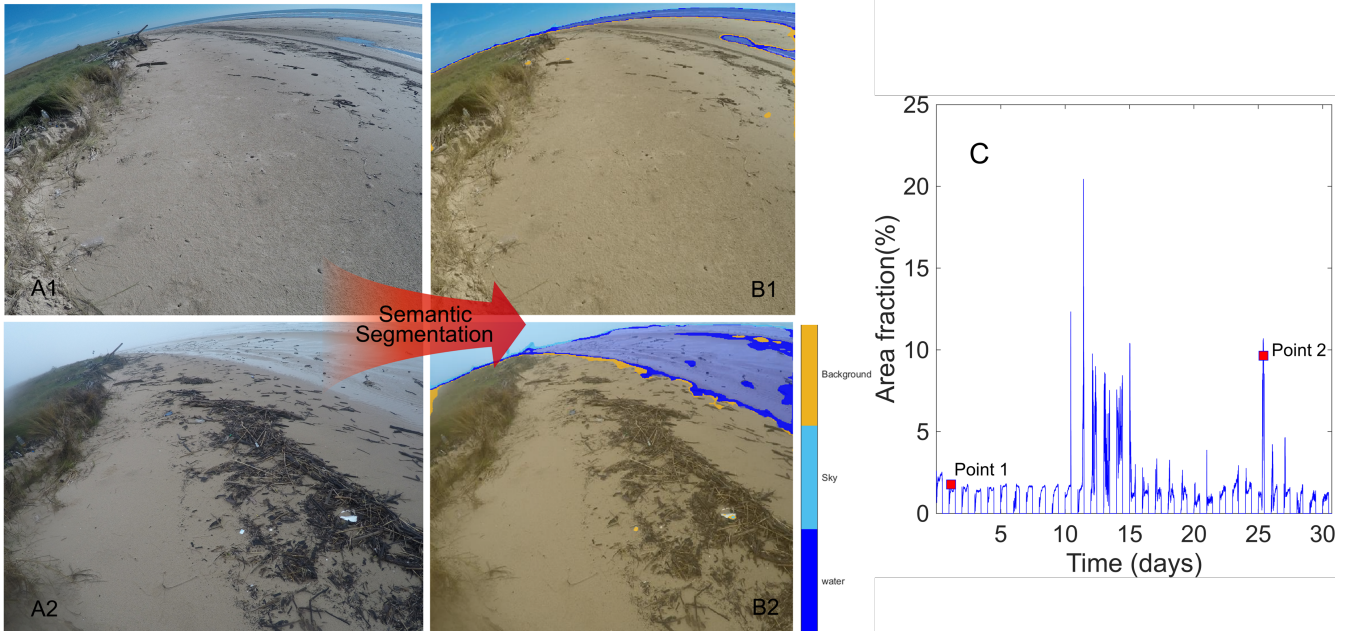 A1
B1
Semantic
Segmentation
A2
B2
Background
Sky
water
C
Area fraction(%)
25
20
15
10
5
0
Point 1
Point 2
5
10
15
20
25
30
Time (days)